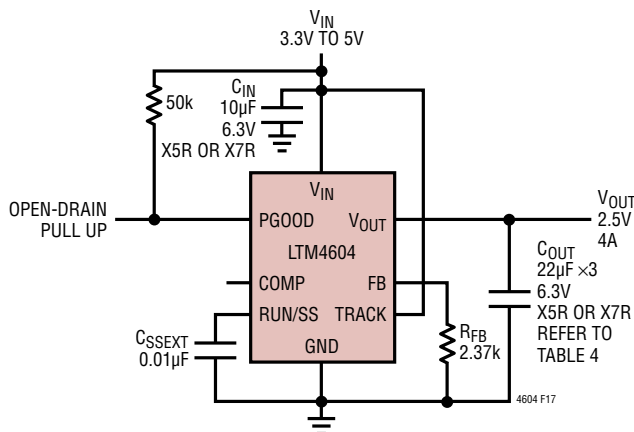 VIN
3.3V TO 5V
50k
CIN
10µF
6.3V
X5R OR X7R
OPEN-DRAIN
PULL UP
VIN
PGOOD
VOUT
LTM4604
COMP
FB
RUN/SS
TRACK
GND
CSSEXT
0.01µF
RFB
2.37k
VOUT
2.5V
4A
COUT
22µF ×3
6.3V
X5R OR X7R
REFER TO
TABLE 4
4604 F17